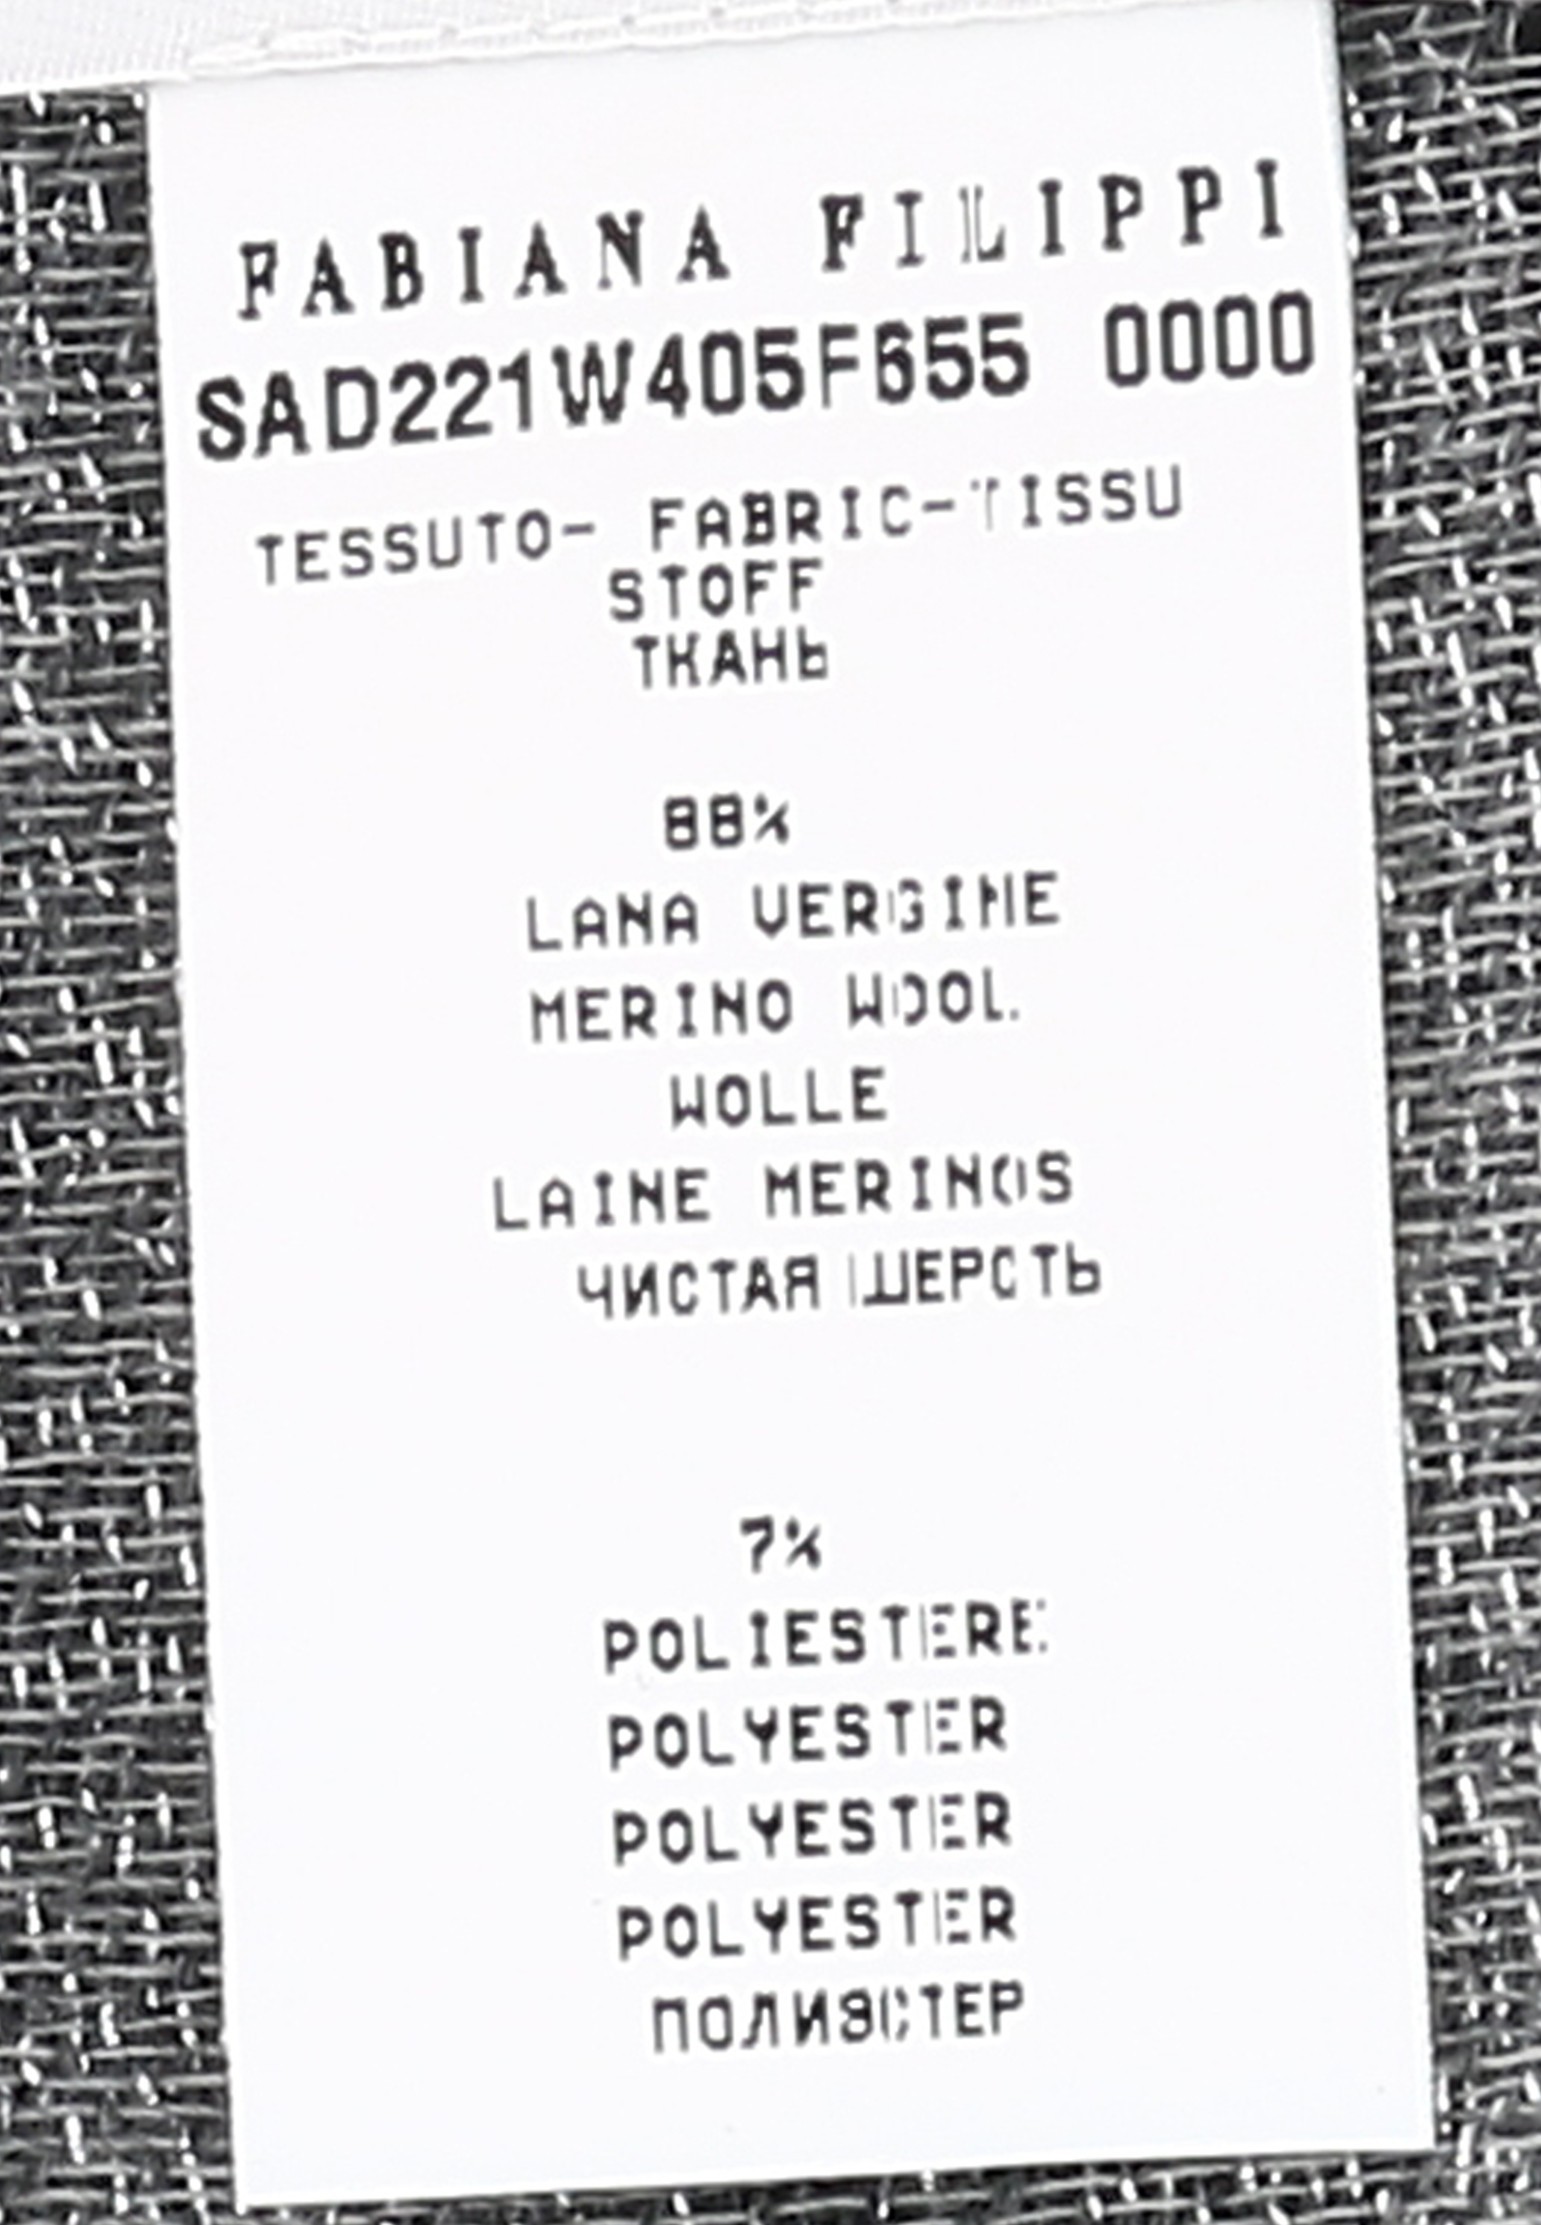 FABIANA FILIPPI
SAD221W405F655 0000
TESSUTO- FABRIC-TISSU
STOFF
ТКАНЬ
88%
LANA VERGINE
MERINO WOOL
WOLLE
LAINE MERINOS
ЧИСТАЯ ШЕРСТЬ
7%
POLIESTERE
POLYESTER
POLYESTER
POLYESTER
ПОЛИЭСТЕР